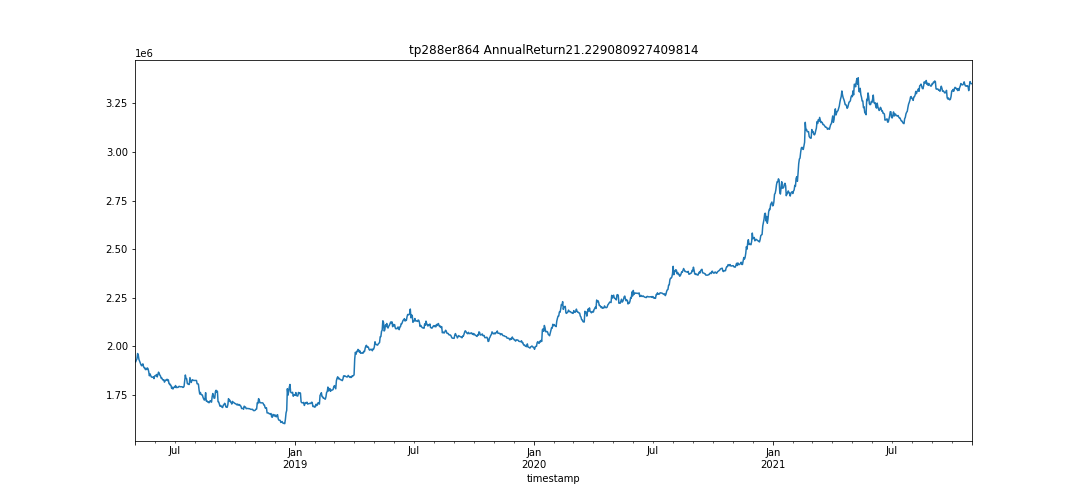 tp288er864 AnnualReturn21.229080927409814
1e6
3.25
3.00
2.75
2.50
2.25
2.00
1.75
Jul
Jan
2019
Jul
Jan
2020
Jul
Jan
2021
Jul
timestamp